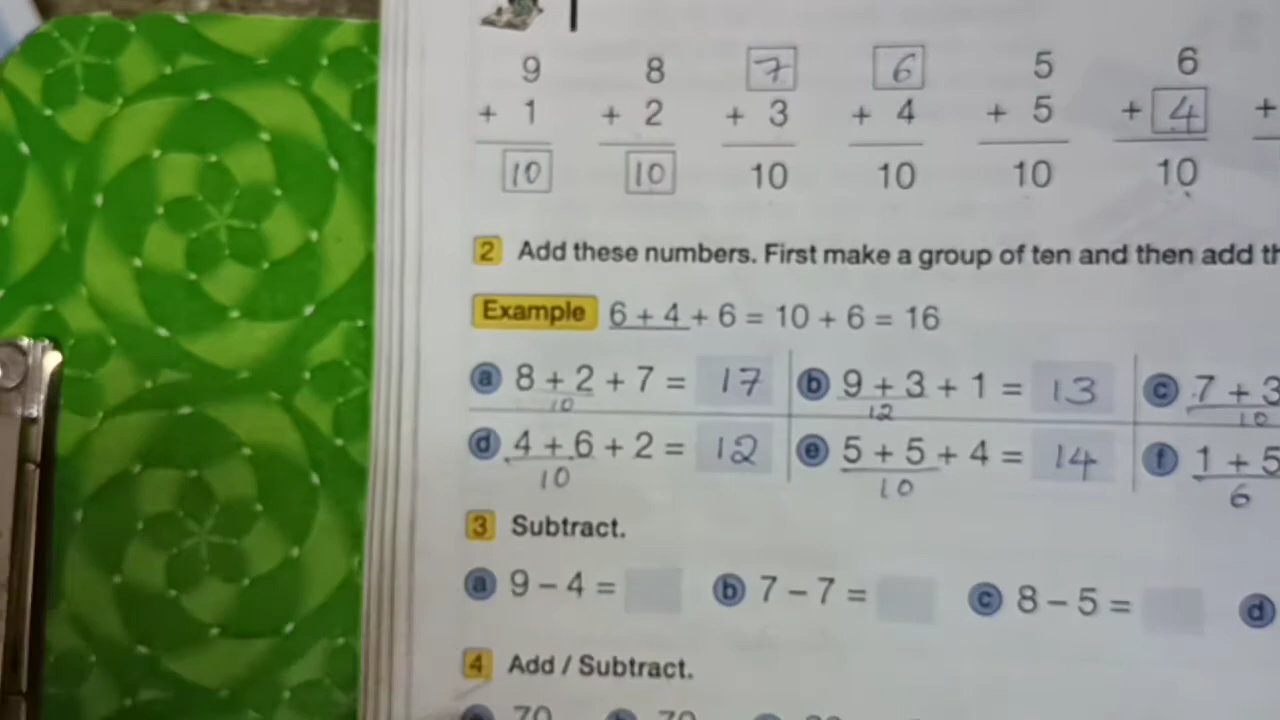 9 8 7 6 5 6
+ 1 + 2 + 3 + 4 + 5 + 4 +
10 10 10 10 10 10
2 Add these numbers. First make a group of ten and then add
Example 6 + 4 + 6 = 10 + 6 = 16
a 8 + 2 + 7 = 17 b 9 + 3 + 1 = 13 c 7 + 3
10 12 10
d 4 + 6 + 2 = 12 e 5 + 5 + 4 = 14 f 1 + 5
10 10 6
3 Subtract.
a 9 – 4 = b 7 – 7 = c 8 – 5 = d
4 Add / Subtract.